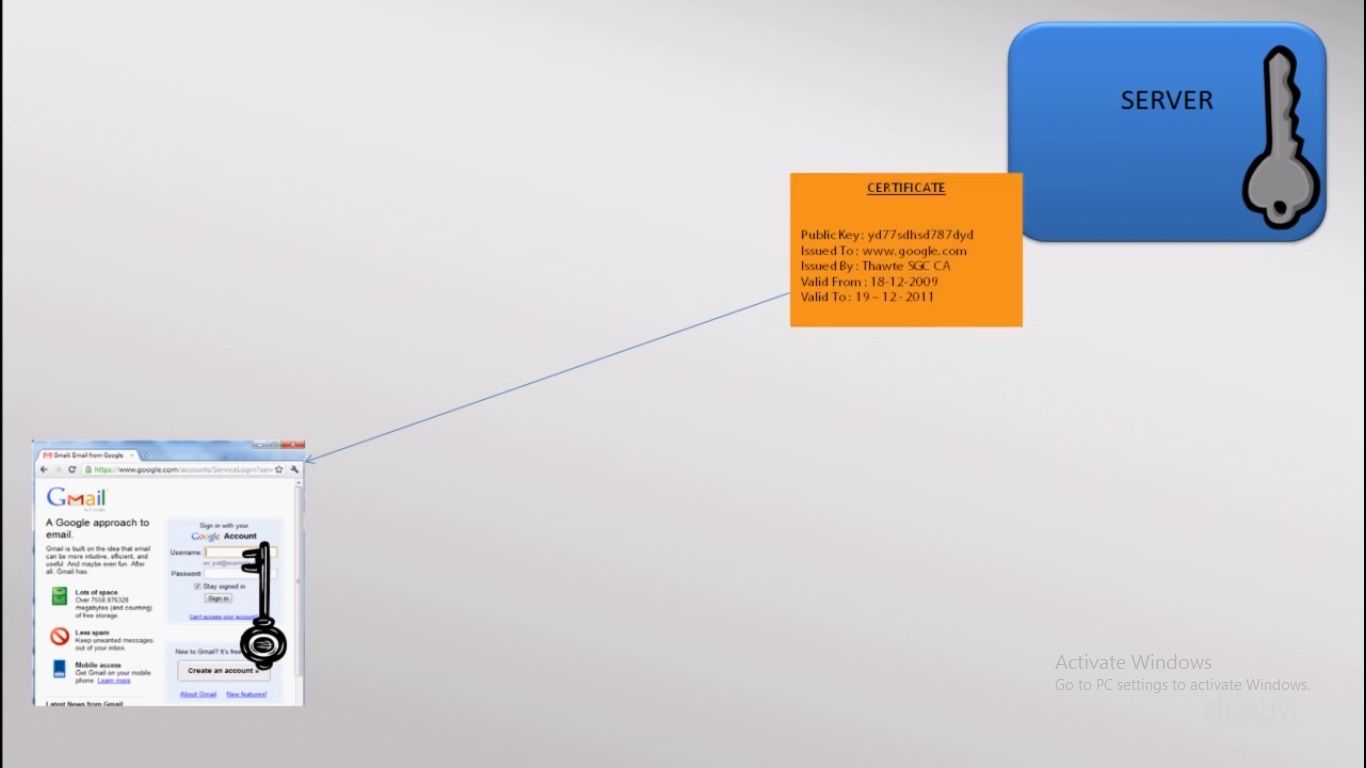 SERVER
CERTIFICATE
Public Key: yd77sdhsd787dyd
Issued To : www.google.com
Issued By : Thawte SGC CA
Valid From : 18-12-2009
Valid To : 19 – 12 - 2011
Gmail: Email from Google
https://www.google.com/accounts/ServiceLogin?serv
Gmail
A Google approach to
email.
Gmail is built on the idea that email
can be more intuitive, efficient, and
useful. And maybe even fun. After
all, Gmail has:
Lots of space
Over 7558.876328
megabytes (and counting)
of free storage.
Less spam
Keep unwanted messages
out of your inbox.
Mobile access
Get Gmail on your mobile
phone. Learn more
Latest News from Gmail
Sign in with your
Google Account
Username:
Password:
Stay signed in
Sign in
Can't access your account?
New to Gmail? It's free
Create an account »
About Gmail New features!
Activate Windows
Go to PC settings to activate Windows.